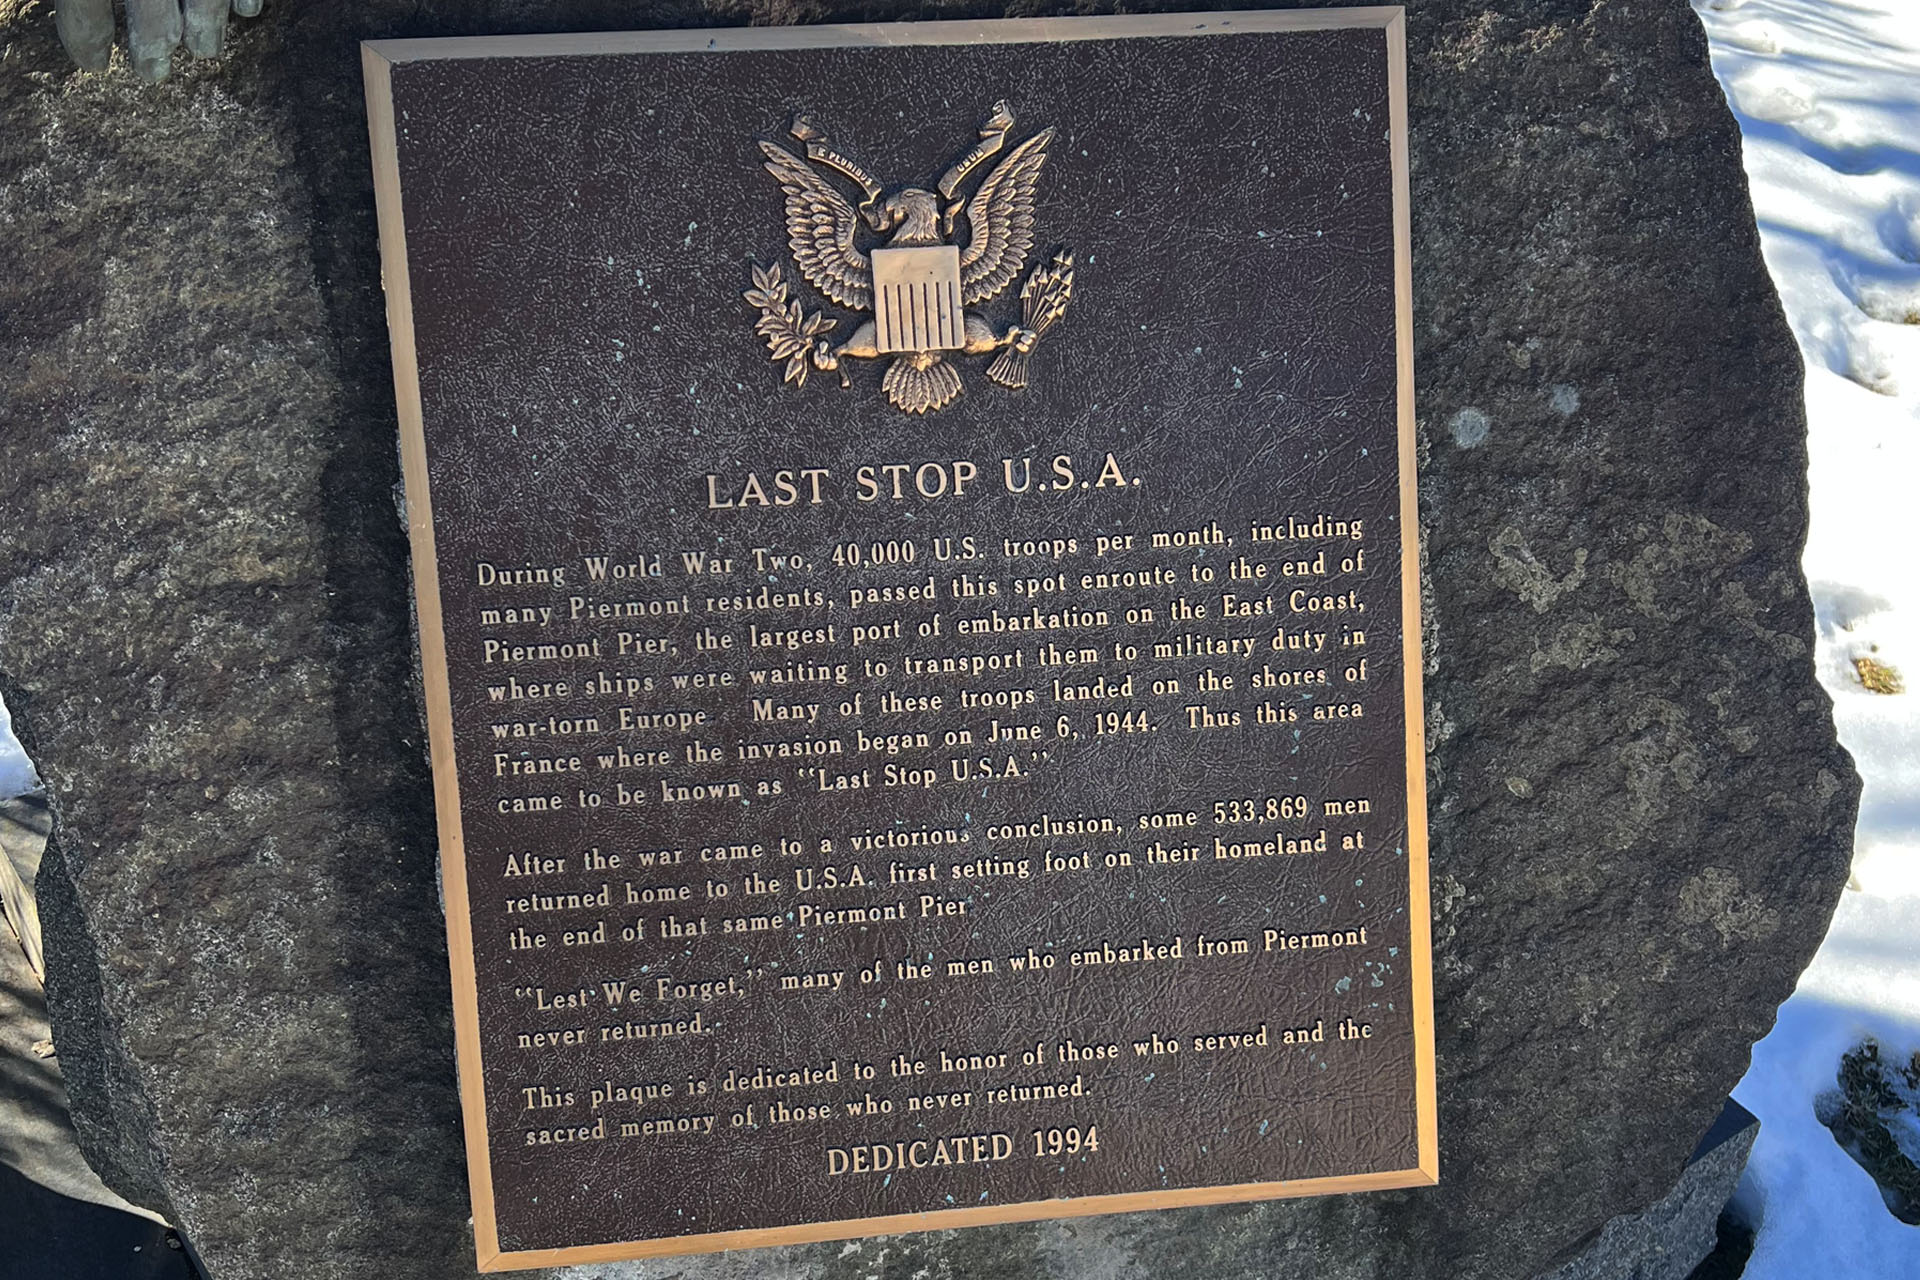 E PLURIBUS UNUM
LAST STOP U.S.A.
During World War Two, 40,000 U.S. troops per month, including
many Piermont residents, passed this spot enroute to the end of
Piermont Pier, the largest port of embarkation on the East Coast,
where ships were waiting to transport them to military duty in
war-torn Europe Many of these troops landed on the shores of
France where the invasion began on June 6, 1944. Thus this area
came to be known as “Last Stop U.S.A.”
After the war came to a victorious conclusion, some 533,869 men
returned home to the U.S.A. first setting foot on their homeland at
the end of that same Piermont Pier
“Lest We Forget,” many of the men who embarked from Piermont
never returned.
This plaque is dedicated to the honor of those who served and the
sacred memory of those who never returned.
DEDICATED 1994